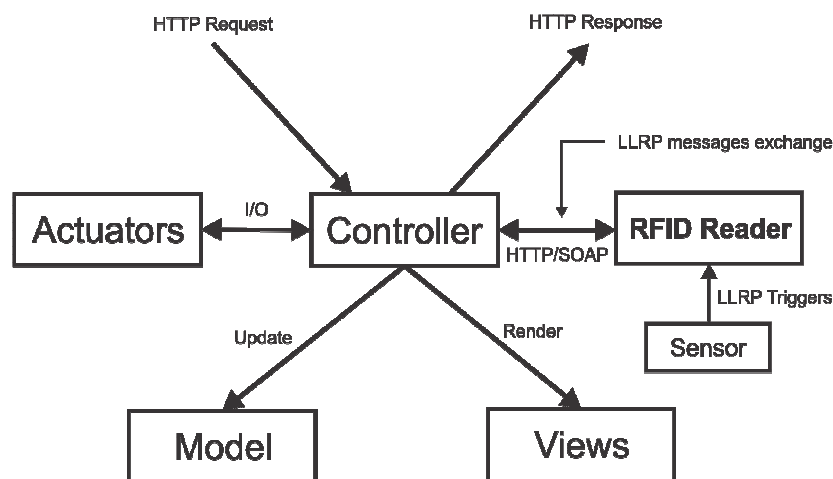 HTTP Request
HTTP Response
LLRP messages exchange
Actuators
I/O
Controller
HTTP/SOAP
RFID Reader
LLRP Triggers
Sensor
Update
Render
Model
Views